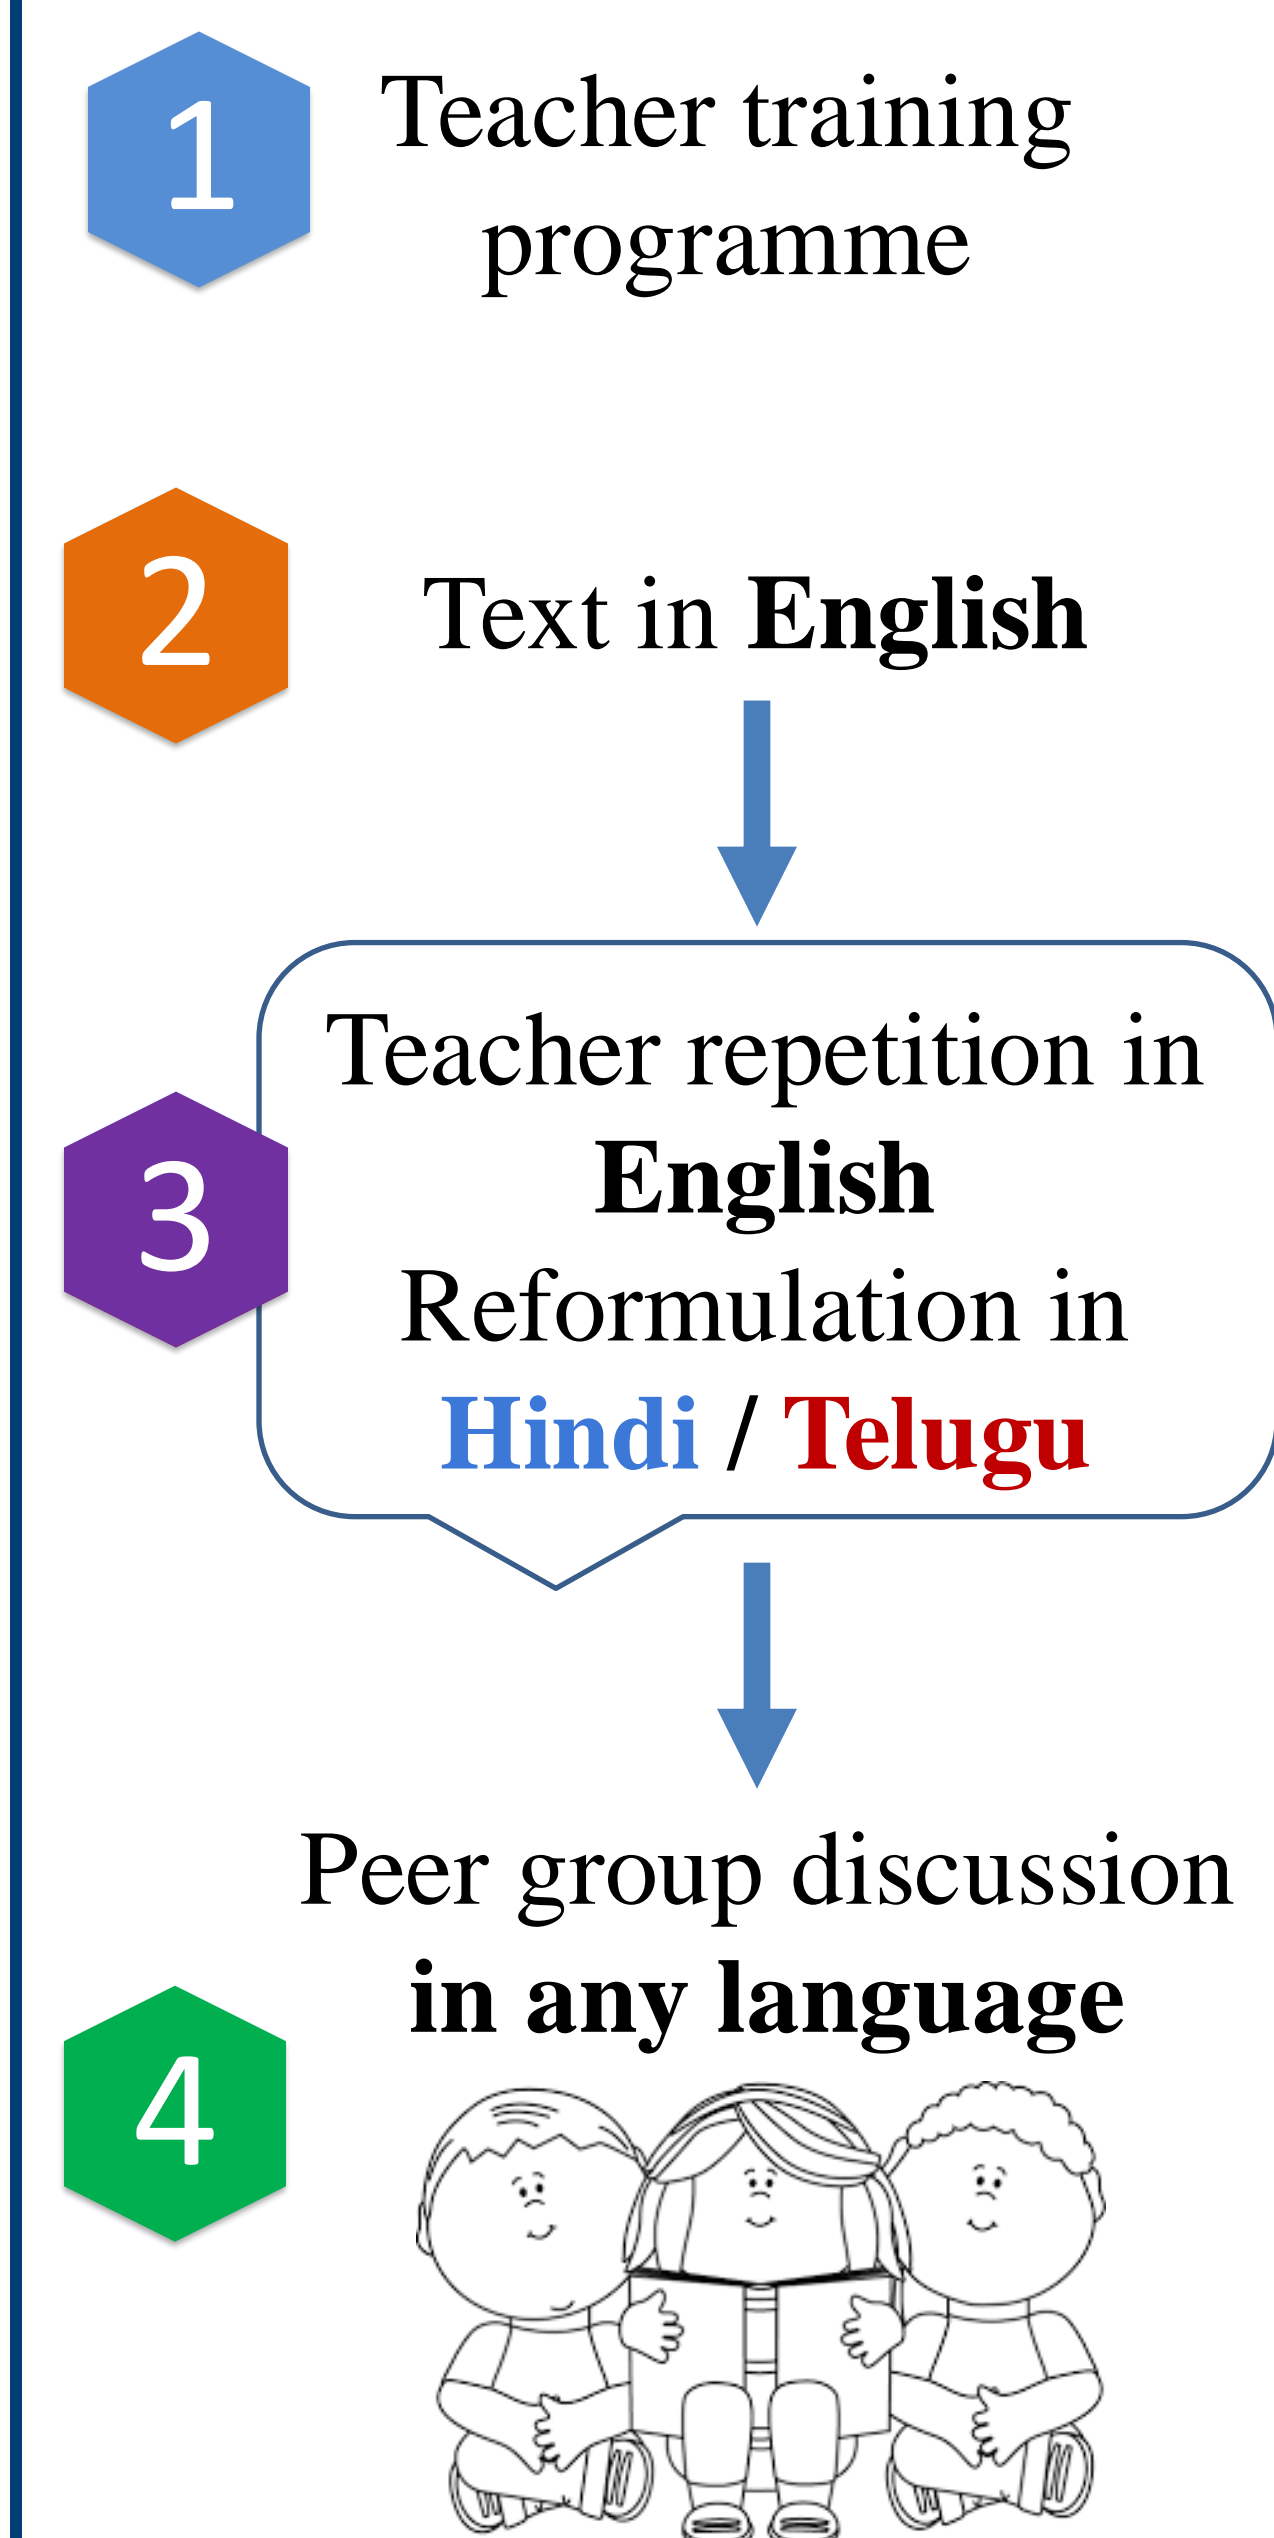 1
Teacher training
programme
2
Text in English
3
Teacher repetition in
English
Reformulation in
Hindi / Telugu
Peer group discussion
in any language
4